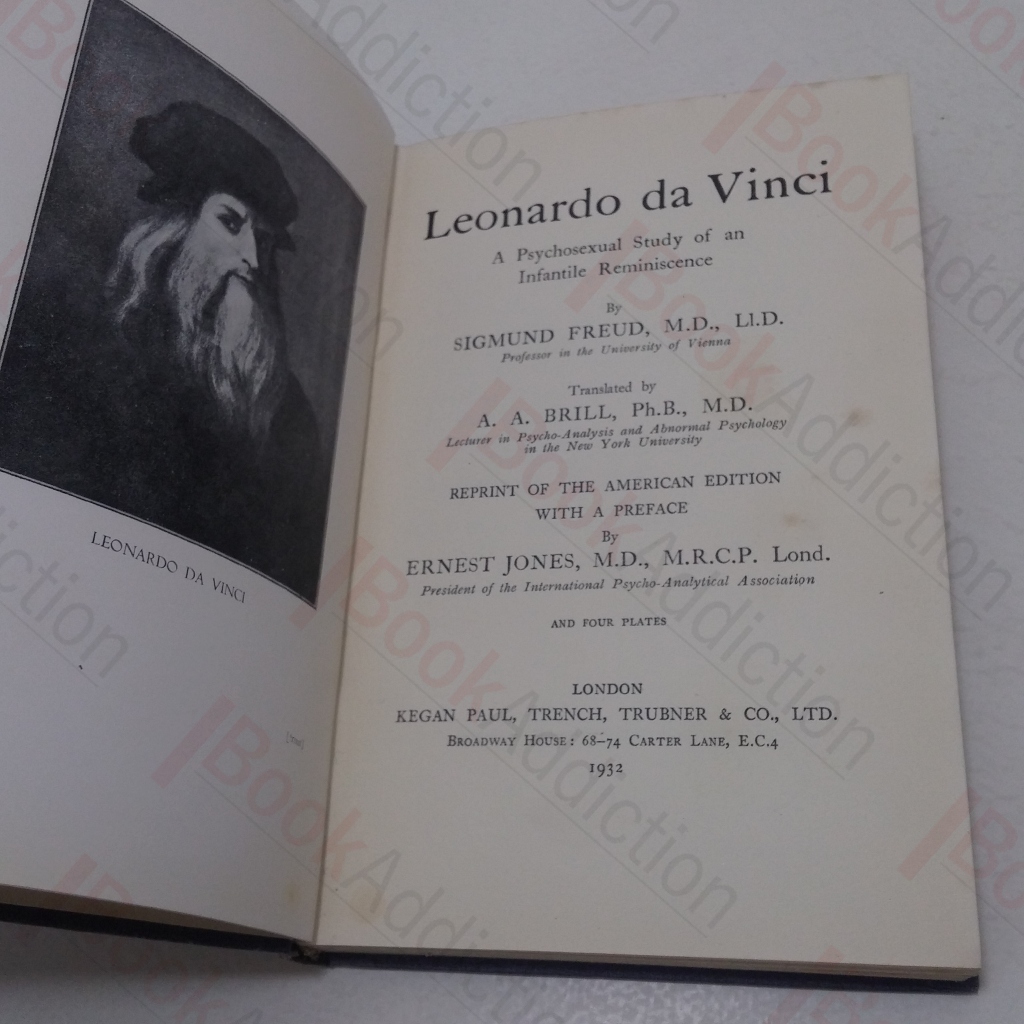 LEONARDO DA VINCI
Leonardo da Vinci
A Psychosexual Study of an
Infantile Reminiscence
By
SIGMUND FREUD, M.D., Ll.D.
Professor in the University of Vienna
Translated by
A. A. BRILL, Ph.B., M.D.
Lecturer in Psycho-Analysis and Abnormal Psychology
in the New York University
REPRINT OF THE AMERICAN EDITION
WITH A PREFACE
By
ERNEST JONES, M.D., M.R.C.P. Lond.
President of the International Psycho-Analytical Association
AND FOUR PLATES
LONDON
KEGAN PAUL, TRENCH, TRUBNER & CO., LTD.
BROADWAY HOUSE: 68–74 CARTER LANE, E.C.4
1932
BookAddiction